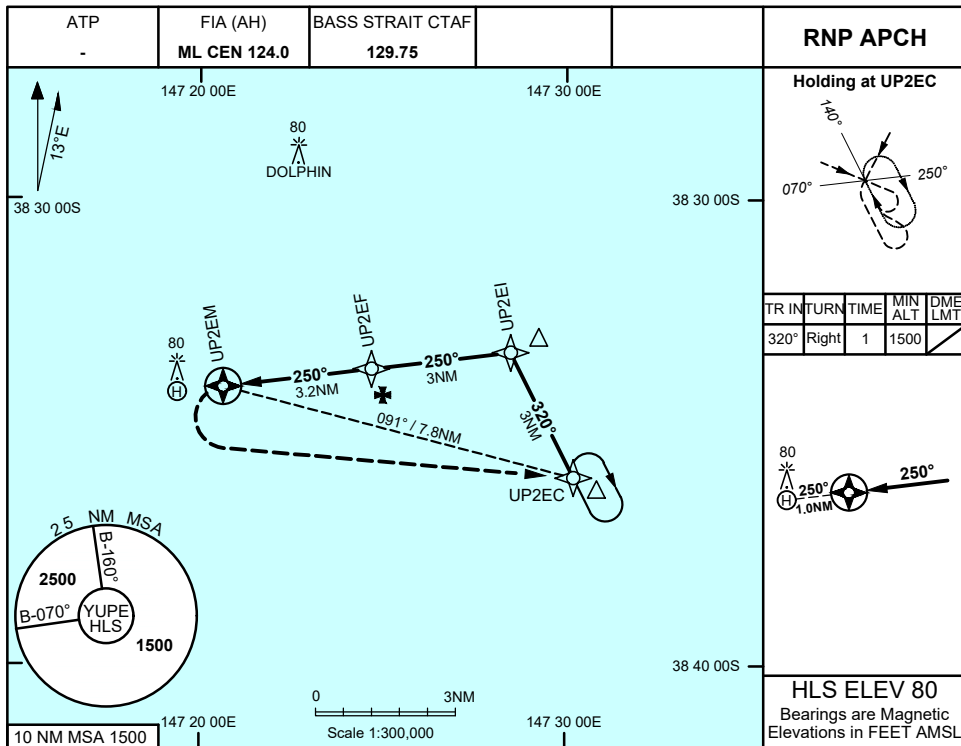 ATP
-
FIA (AH)
ML CEN 124.0
BASS STRAIT CTAF
129.75
RNP APCH
147 20 00E
147 30 00E
13°E
80
DOLPHIN
38 30 00S
38 30 00S
UP2EM
UP2EF
UP2EI
80
H
250°
3.2NM
250°
3NM
320°
3NM
091° / 7.8NM
UP2EC
25 NM MSA
B-160°
2500
B-070°
YUPE
HLS
1500
38 40 00S
0 3NM
Scale 1:300,000
147 20 00E
147 30 00E
10 NM MSA 1500
Holding at UP2EC
140°
250°
070°
TR IN TURN TIME MIN ALT DME LMT
320° Right 1 1500
80
H
250°
1.0NM
250°
HLS ELEV 80
Bearings are Magnetic
Elevations in FEET AMSL